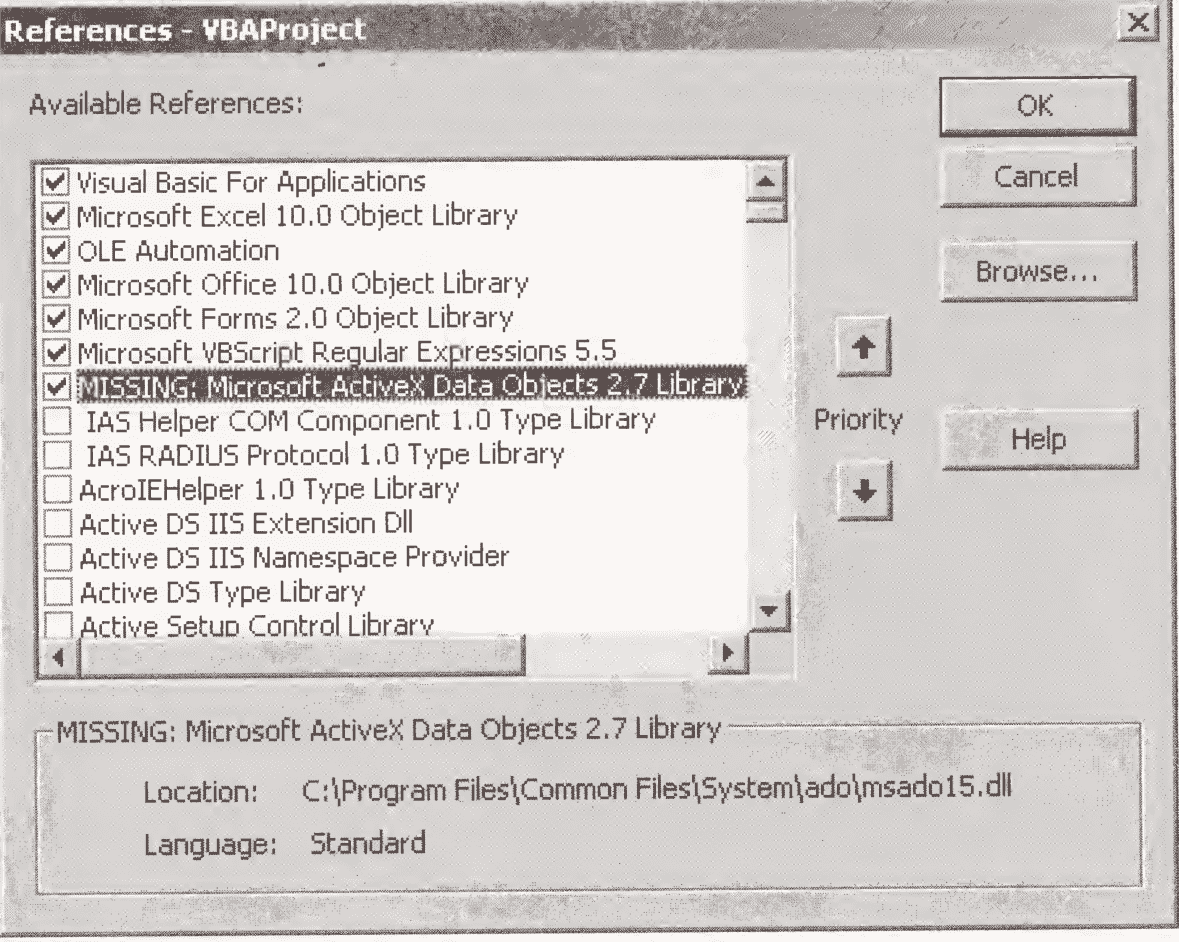 References - VBAProject
Available References:
OK
Cancel
Browse...
Visual Basic For Applications
Microsoft Excel 10.0 Object Library
OLE Automation
Microsoft Office 10.0 Object Library
Microsoft Forms 2.0 Object Library
Microsoft VBScript Regular Expressions 5.5
MISSING: Microsoft ActiveX Data Objects 2.7 Library
IAS Helper COM Component 1.0 Type Library
IAS RADIUS Protocol 1.0 Type Library
AcroIEHelper 1.0 Type Library
Active DS IIS Extension Dll
Active DS IIS Namespace Provider
Active DS Type Library
Active Setup Control Library
Priority
Help
MISSING: Microsoft ActiveX Data Objects 2.7 Library
Location: C:\Program Files\Common Files\System\ado\msado15.dll
Language: Standard